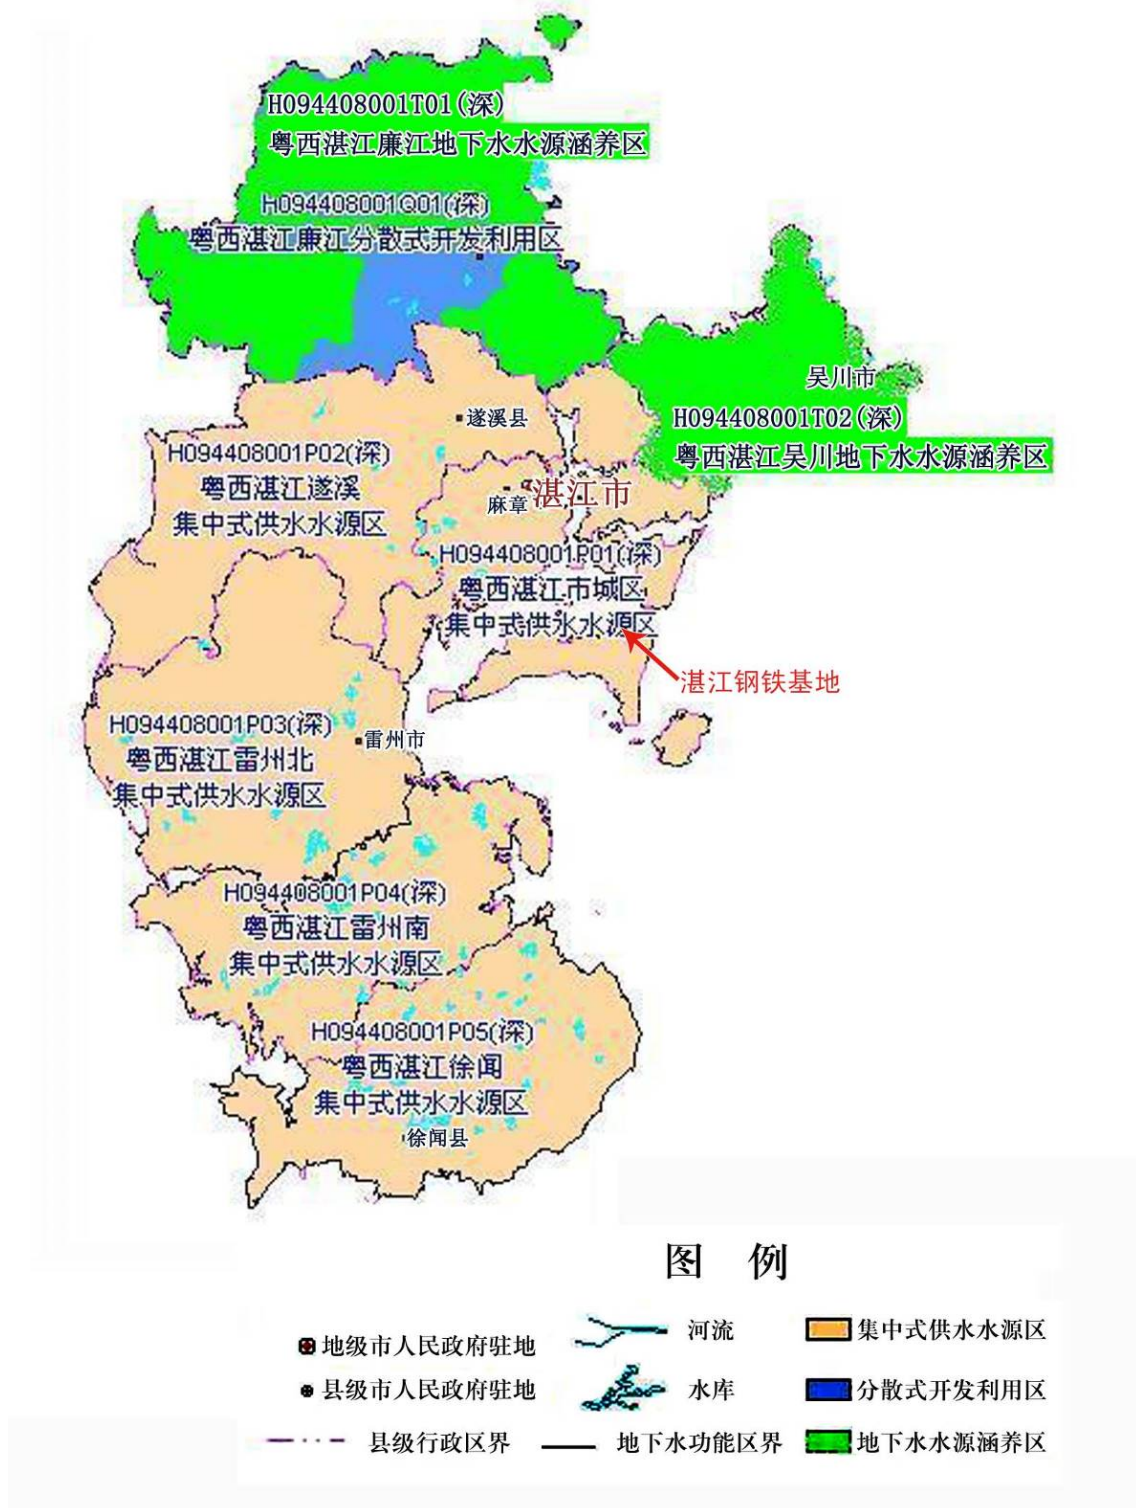 H094408001T01(深)
粤西湛江廉江地下水水源涵养区
H094408001Q01(深)
粤西湛江廉江分散式开发利用区
吴川市
H094408001T02(深)
粤西湛江吴川地下水水源涵养区
遂溪县
H094408001P02(深)
粤西湛江遂溪
集中式供水水源区
麻章
湛江市
H094408001P01(深)
粤西湛江市城区
集中式供水水源区
湛江钢铁基地
H094408001P03(深)
粤西湛江雷州北
集中式供水水源区
雷州市
H094408001P04(深)
粤西湛江雷州南
集中式供水水源区
H094408001P05(深)
粤西湛江徐闻
集中式供水水源区
徐闻县
图 例
地级市人民政府驻地
河流
集中式供水水源区
县级市人民政府驻地
水库
分散式开发利用区
县级行政区界
地下水功能区界
地下水水源涵养区